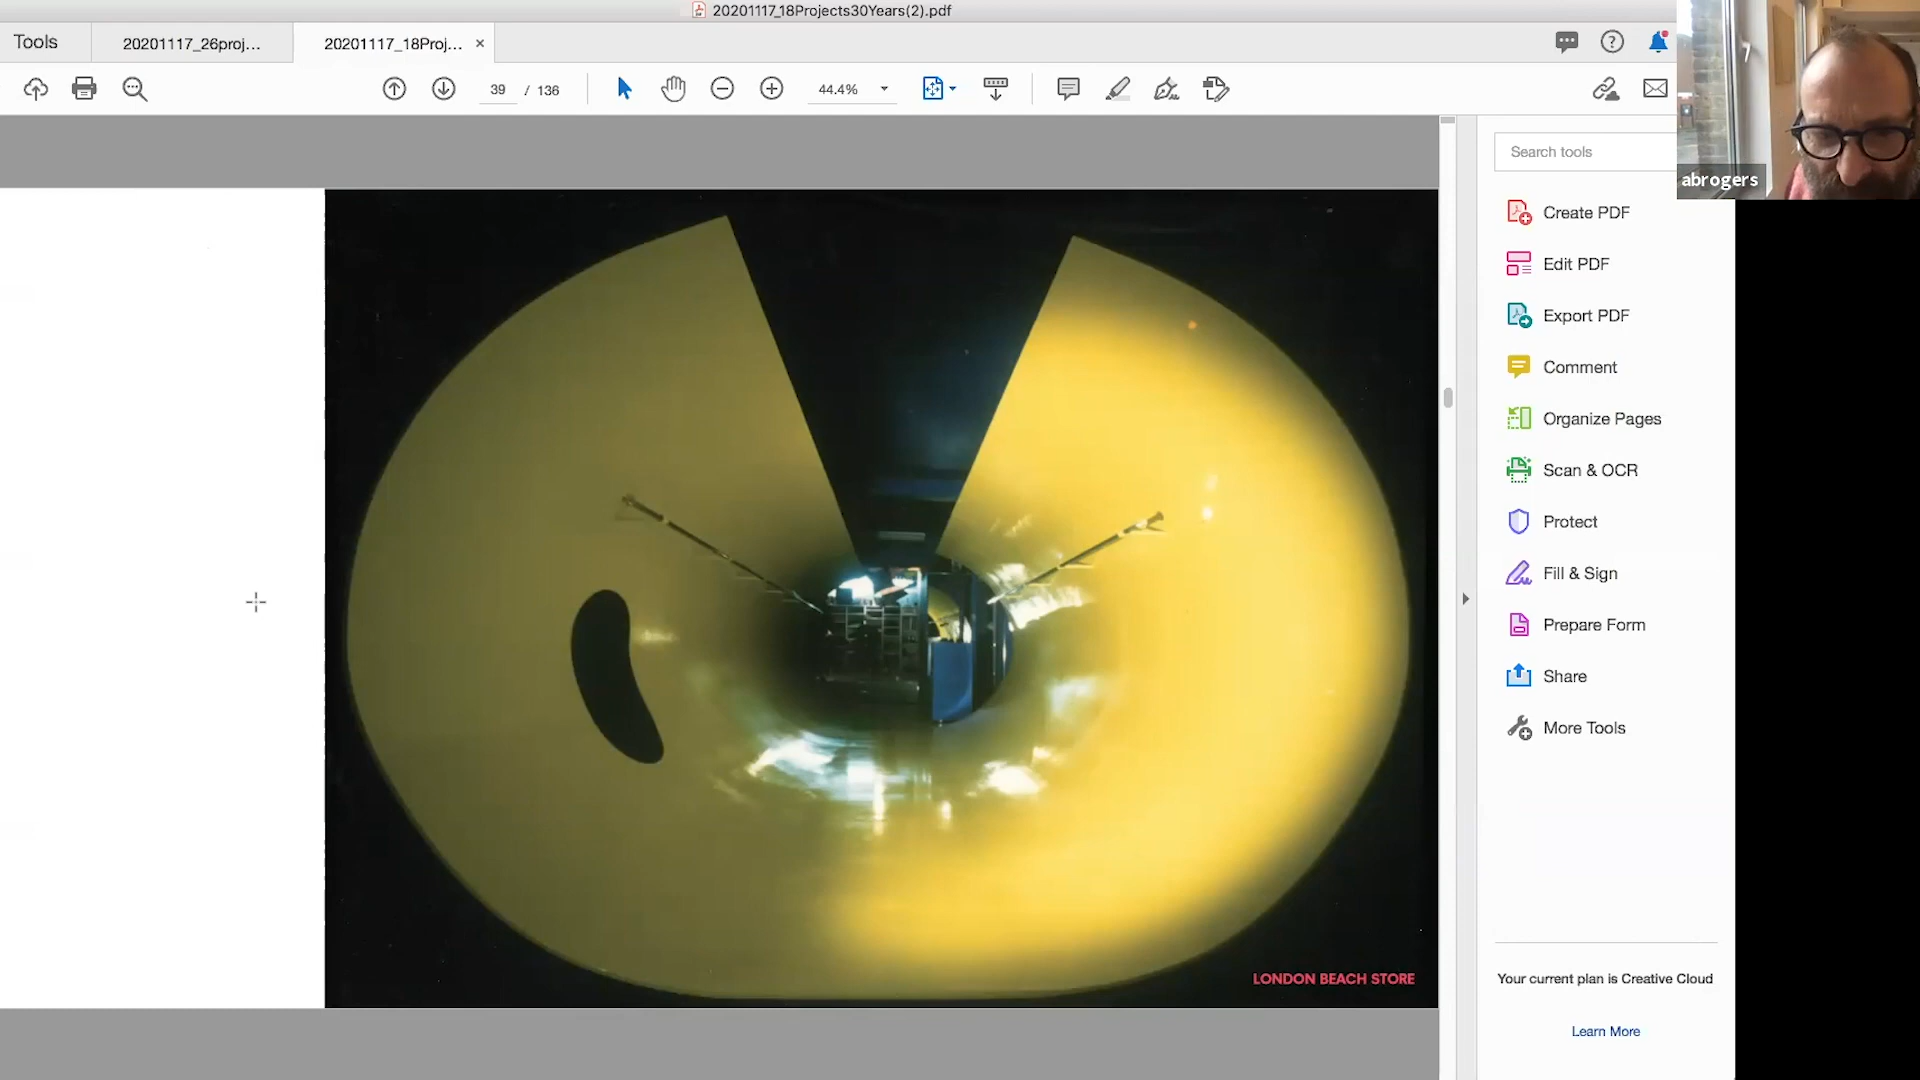 20201117_18Projects30Years(2).pdf
Tools
20201117_26proj...
20201117_18Proj... ×
39 / 136
44.4%
abrogers
Search tools
Create PDF
Edit PDF
Export PDF
Comment
Organize Pages
Scan & OCR
Protect
Fill & Sign
Prepare Form
Share
More Tools
LONDON BEACH STORE
Your current plan is Creative Cloud
Learn More